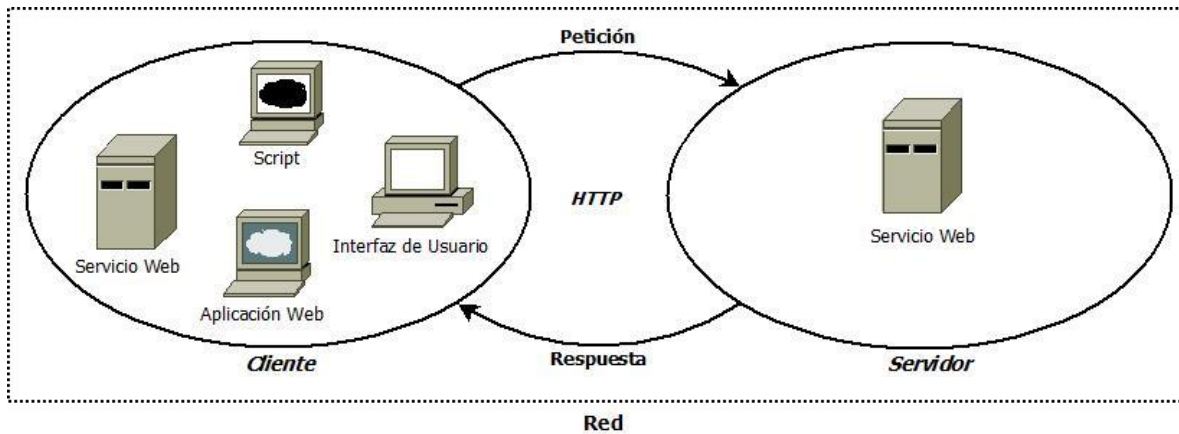 Petición
Script
Servicio Web
Interfaz de Usuario
Aplicación Web
Cliente
HTTP
Respuesta
Servicio Web
Servidor
Red